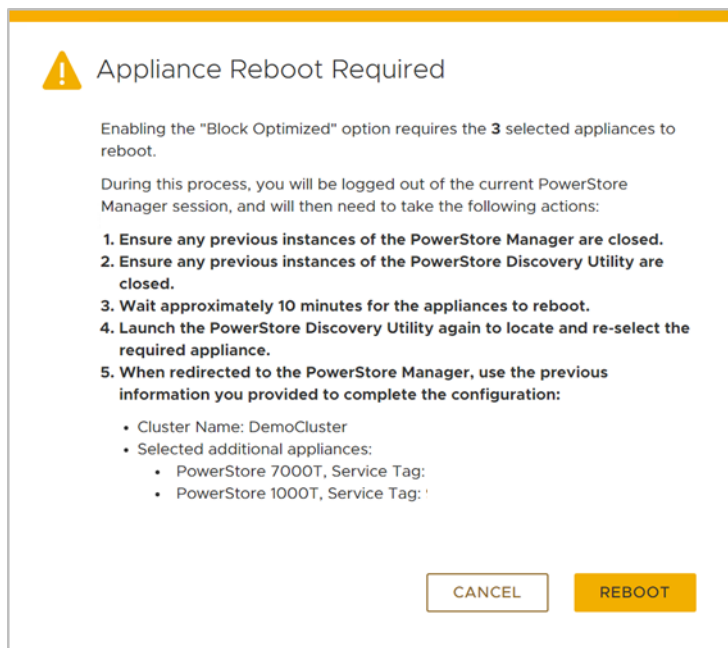 Appliance Reboot Required
Enabling the "Block Optimized" option requires the 3 selected appliances to
reboot.
During this process, you will be logged out of the current PowerStore
Manager session, and will then need to take the following actions:
1. Ensure any previous instances of the PowerStore Manager are closed.
2. Ensure any previous instances of the PowerStore Discovery Utility are
closed.
3. Wait approximately 10 minutes for the appliances to reboot.
4. Launch the PowerStore Discovery Utility again to locate and re-select the
required appliance.
5. When redirected to the PowerStore Manager, use the previous
information you provided to complete the configuration:
• Cluster Name: DemoCluster
• Selected additional appliances:
• PowerStore 7000T, Service Tag:
• PowerStore 1000T, Service Tag:
CANCEL
REBOOT